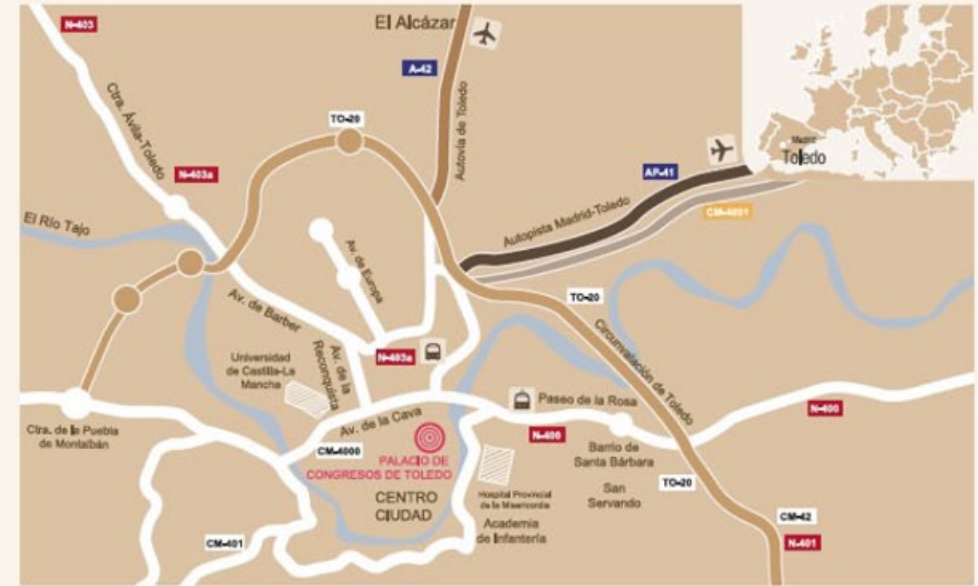 N-403
El Alcázar
A-42
Ctra. Ávila-Toledo
TO-20
Autovía de Toledo
N-403a
AP-41
Madrid
Toledo
CM-4001
El Río Tajo
Autopista Madrid-Toledo
Av. de Europa
TO-20
Av. de Barber
Circunvalación de Toledo
Universidad
de Castilla-La
Mancha
Av. de la
Reconquista
N-403a
Paseo de la Rosa
N-400
Av. de la Cava
N-400
Ctra. de la Puebla
de Montalbán
CM-4000
PALACIO DE
CONGRESOS DE TOLEDO
Barrio de
Santa Bárbara
TO-20
CENTRO
CIUDAD
Hospital Provincial
de la Misericordia
San
Servando
Academia
de Infantería
CM-42
N-401
CM-401